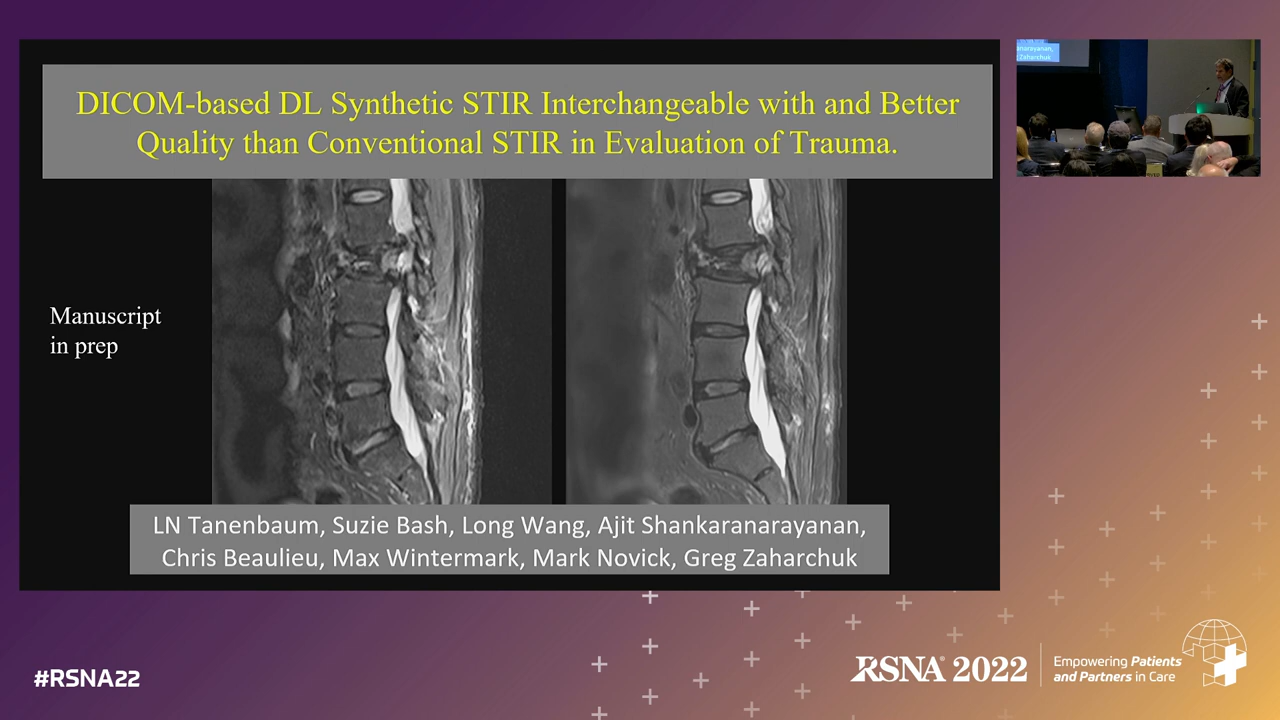 DICOM-based DL Synthetic STIR Interchangeable with and Better
Quality than Conventional STIR in Evaluation of Trauma.
Manuscript
in prep
LN Tanenbaum, Suzie Bash, Long Wang, Ajit Shankaranarayanan,
Chris Beaulieu, Max Wintermark, Mark Novick, Greg Zaharchuk
#RSNA22
RSNA® 2022
Empowering Patients
and Partners in Care